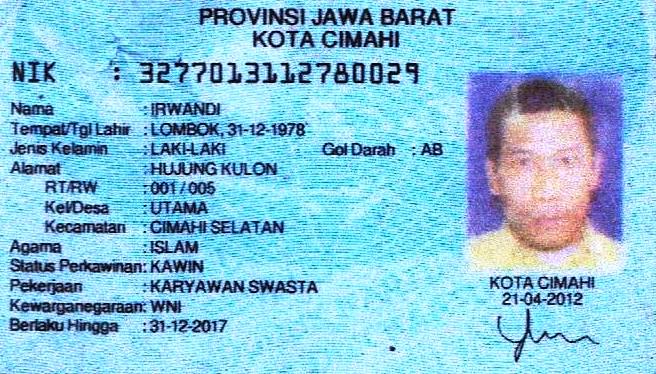 PROVINSI JAWA BARAT
KOTA CIMAHI
NIK : 3277013112780029
Nama : IRWANDI
Tempat/Tgl Lahir : LOMBOK, 31-12-1978
Jenis Kelamin : LAKI-LAKI Gol Darah : AB
Alamat : HUJUNG KULON
RT/RW : 001 / 005
Kel/Desa : UTAMA
Kecamatan : CIMAHI SELATAN
Agama : ISLAM
Status Perkawinan: KAWIN
Pekerjaan : KARYAWAN SWASTA
Kewarganegaraan: WNI
Berlaku Hingga : 31-12-2017
KOTA CIMAHI
21-04-2012